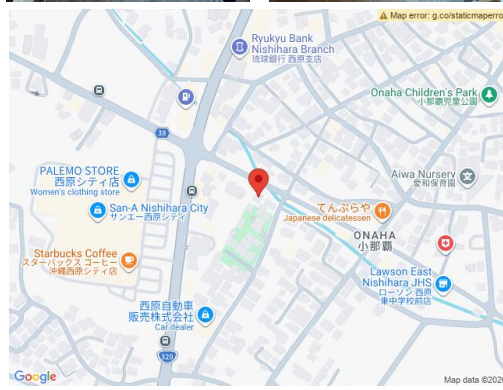 Map error: g.co/staticmaperro
Ryukyu Bank
Nishihara Branch
琉球銀行 西原支店
Onaha Children's Park
小那覇児童公園
38
PALEMO STORE
西原シティ店
Women's clothing store
Aiwa Nursery
愛和保育園
San-A Nishihara City
サンエー西原シティ
てんぷらや
Japanese delicatessen
ONAHA
小那覇
Starbucks Coffee
スターバックス コーヒー
沖縄西原シティ店
Lawson East
Nishihara JHS
ローソン 西原
東中学校前店
西原自動車
販売株式会社
Car dealer
329
Google
Map data ©2026